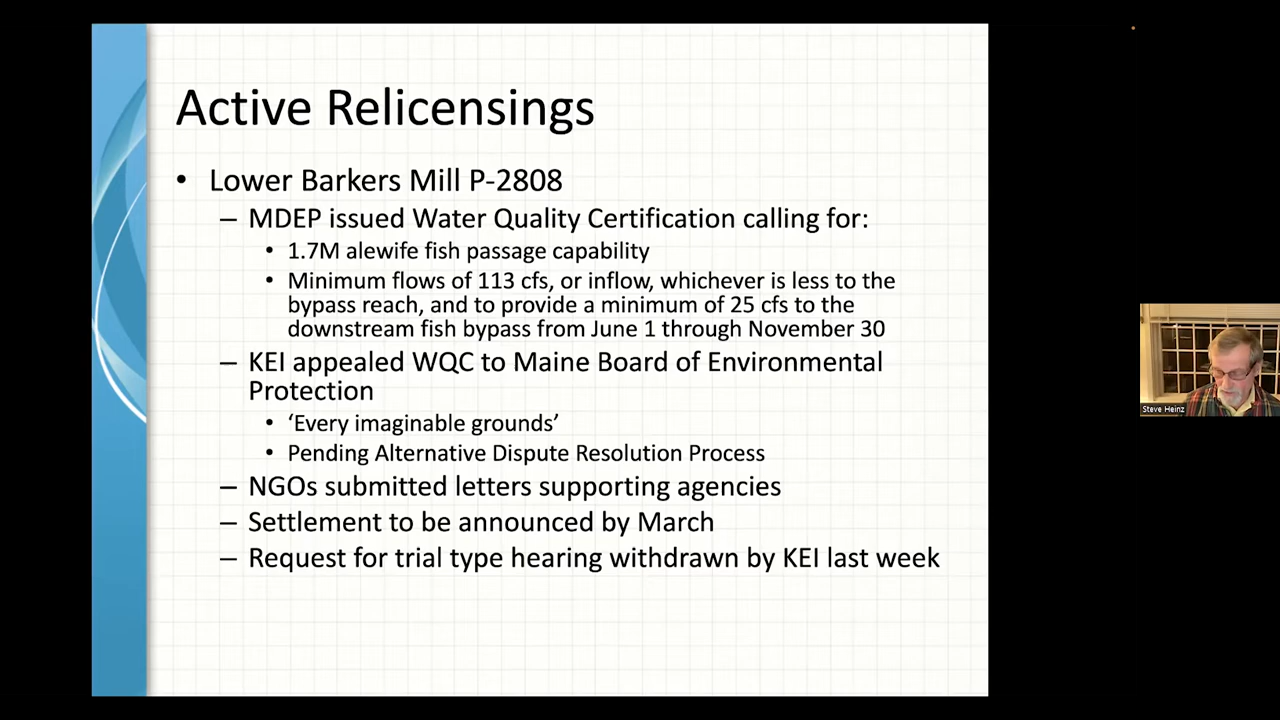 Active Relicensings
• Lower Barkers Mill P-2808
– MDEP issued Water Quality Certification calling for:
• 1.7M alewife fish passage capability
• Minimum flows of 113 cfs, or inflow, whichever is less to the
bypass reach, and to provide a minimum of 25 cfs to the
downstream fish bypass from June 1 through November 30
– KEI appealed WQC to Maine Board of Environmental
Protection
• ‘Every imaginable grounds’
• Pending Alternative Dispute Resolution Process
– NGOs submitted letters supporting agencies
– Settlement to be announced by March
– Request for trial type hearing withdrawn by KEI last week
Steve Heinz